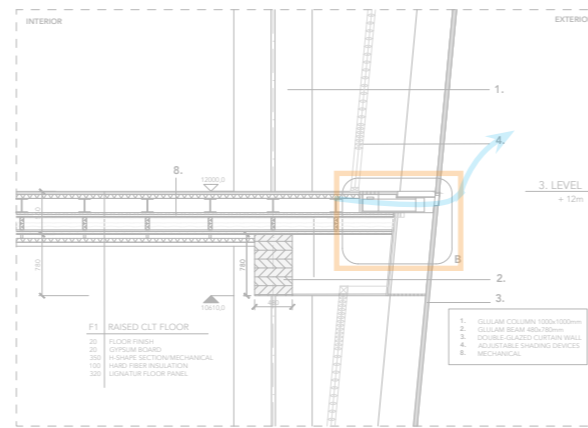 INTERIOR
EXTERIOR
1.
4.
8.
12000,0
3. LEVEL
+ 12m
780
780
B
2.
480
10610,0
3.
F1 RAISED CLT FLOOR
20 FLOOR FINISH
20 GYPSUM BOARD
350 H-SHAPE SECTION/MECHANICAL
100 HARD FIBER INSULATION
320 LIGNATUR FLOOR PANEL
1. GLULAM COLUMN 1000x1000mm
2. GLULAM BEAM 480x780mm
3. DOUBLE-GLAZED CURTAIN WALL
4. ADJUSTABLE SHADING DEVICES
8. MECHANICAL